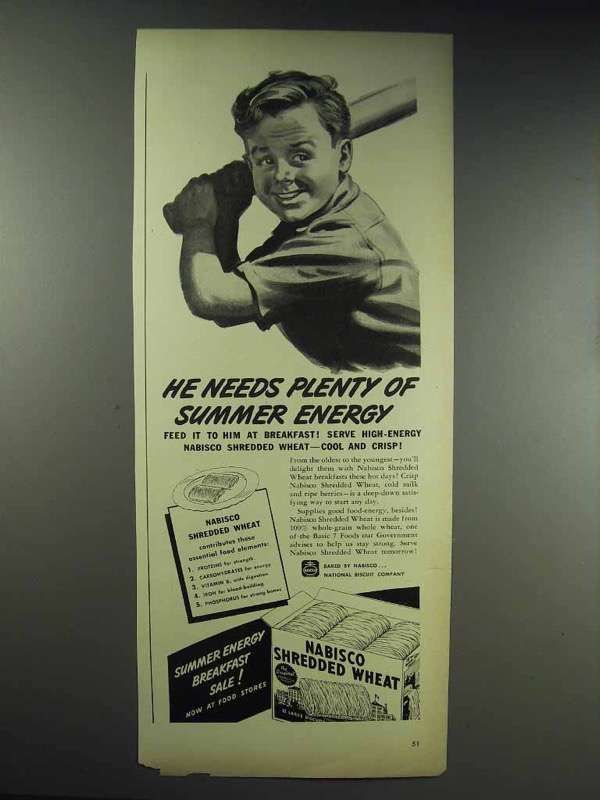 HE NEEDS PLENTY OF
SUMMER ENERGY
FEED IT TO HIM AT BREAKFAST! SERVE HIGH-ENERGY
NABISCO SHREDDED WHEAT—COOL AND CRISP!
From the oldest to the youngest—you'll
delight them with Nabisco Shredded
Wheat breakfasts these hot days! Crisp
Nabisco Shredded Wheat, cold milk
and ripe berries—is a deep-down satis-
fying way to start any day.
Supplies good food-energy, besides!
Nabisco Shredded Wheat is made from
100% whole-grain whole wheat, one
of the Basic 7 Foods our Government
advises to help us stay strong. Serve
Nabisco Shredded Wheat tomorrow!
BAKED BY NABISCO...
NATIONAL BISCUIT COMPANY
NABISCO
SHREDDED WHEAT
contributes these
essential food elements:
1. PROTEINS for strength
2. CARBOHYDRATES for energy
3. VITAMIN B, aids digestion
4. IRON for blood-building
5. PHOSPHORUS for strong bones
SUMMER ENERGY
BREAKFAST
SALE!
NOW AT FOOD STORES
NABISCO
SHREDDED WHEAT
51